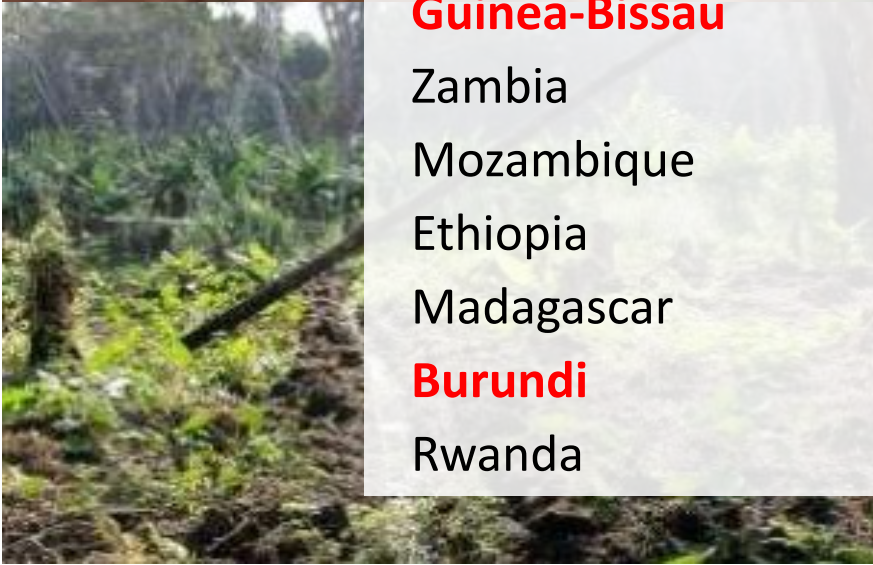 Guinea-Bissau
Zambia
Mozambique
Ethiopia
Madagascar
Burundi
Rwanda